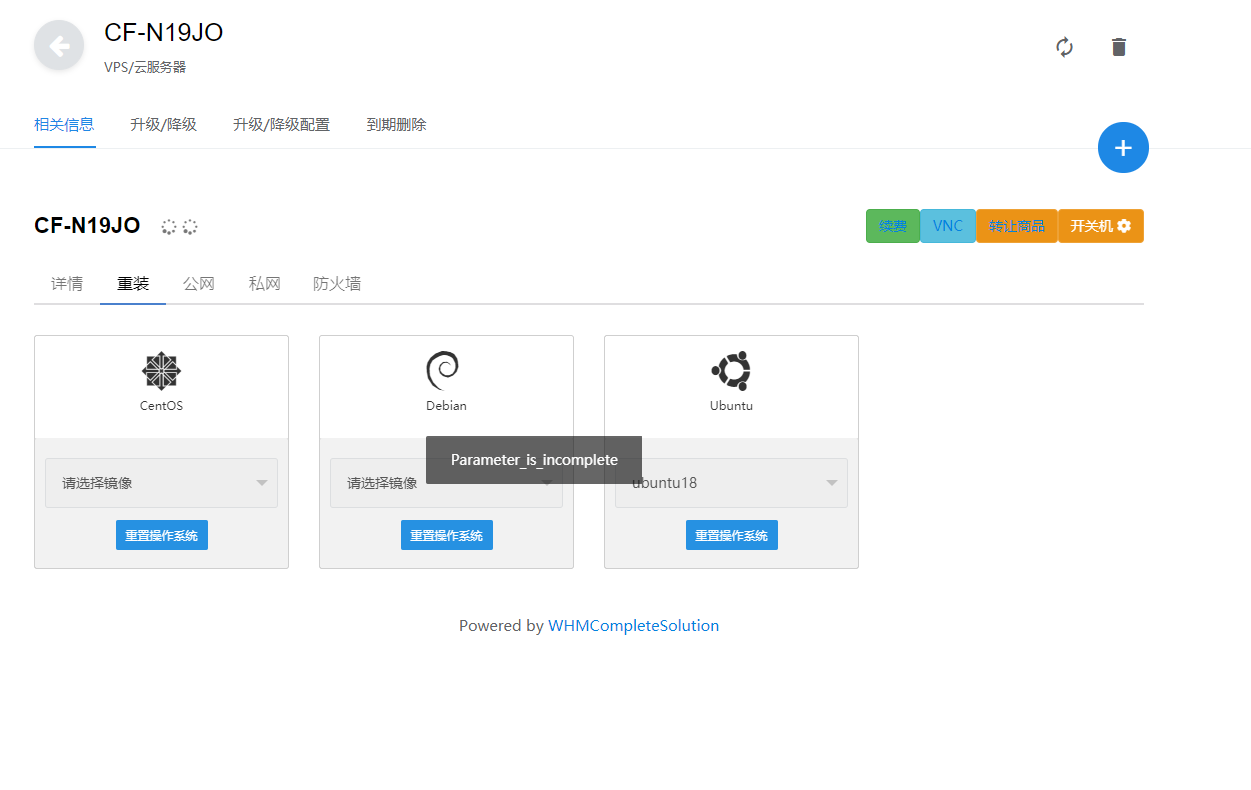 CF-N19JO
VPS/云服务器
相关信息 升级/降级 升级/降级配置 到期删除
CF-N19JO
续费 VNC 转让商品 开关机
详情 重装 公网 私网 防火墙
CentOS Debian Ubuntu
Parameter_is_incomplete
请选择镜像 请选择镜像 ubuntu18
重置操作系统 重置操作系统 重置操作系统
Powered by WHMCompleteSolution